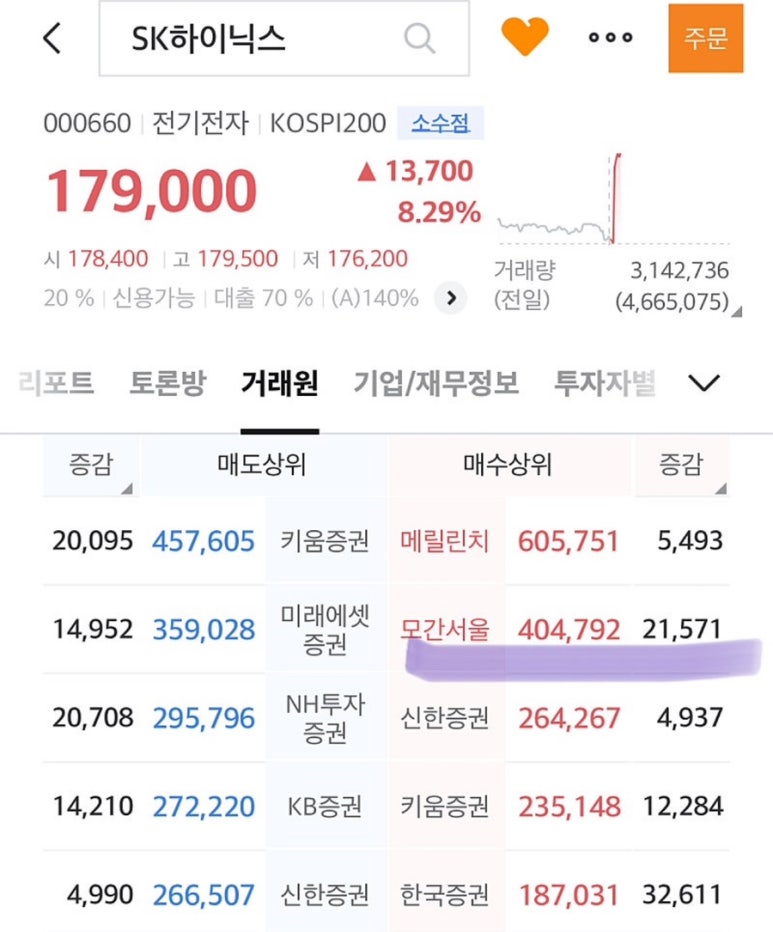 SK하이닉스
주문
000660 전기전자 KOSPI200 소수점
179,000 ▲ 13,700
8.29%
시 178,400 고 179,500 저 176,200
20 % 신용가능 대출 70 % (A)140%
거래량 3,142,736
(전일) (4,665,075)
리포트 토론방 거래원 기업/재무정보 투자자별
증감 매도상위 매수상위 증감
20,095 457,605 키움증권 메릴린치 605,751 5,493
14,952 359,028 미래에셋증권 모간서울 404,792 21,571
20,708 295,796 NH투자증권 신한증권 264,267 4,937
14,210 272,220 KB증권 키움증권 235,148 12,284
4,990 266,507 신한증권 한국증권 187,031 32,611